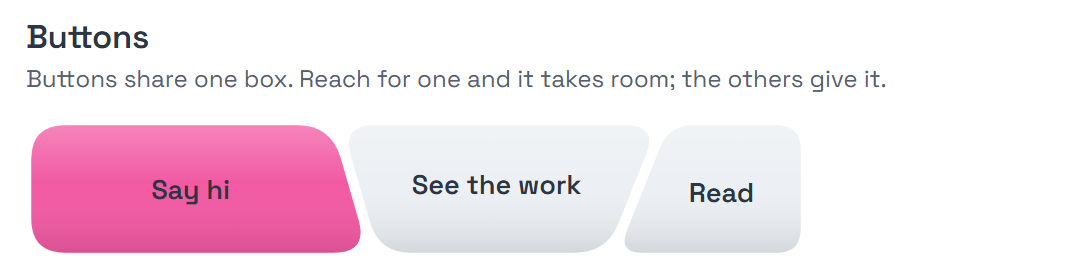 Buttons
Buttons share one box. Reach for one and it takes room; the others give it.
Say hi
See the work
Read